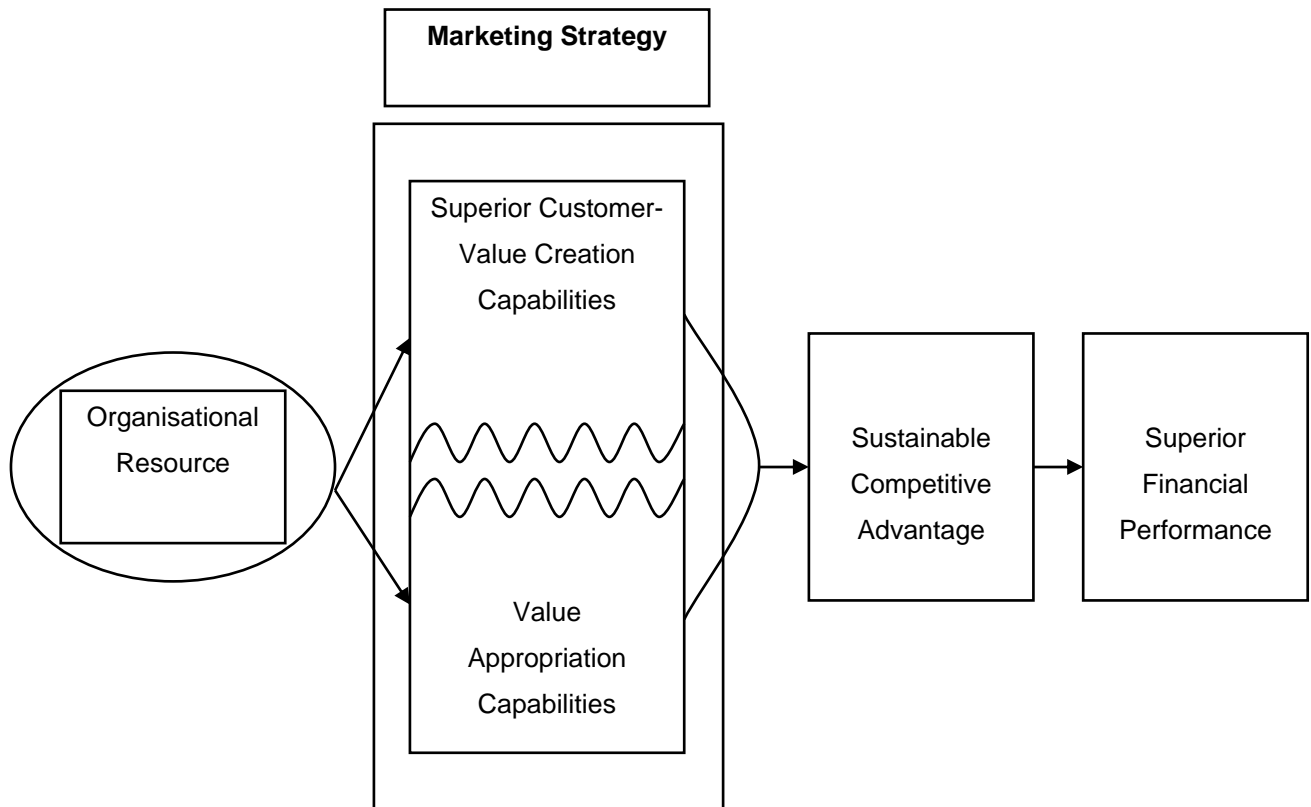 Marketing Strategy
Superior Customer-
Value Creation
Capabilities
Organisational
Resource
Value
Appropriation
Capabilities
Sustainable
Competitive
Advantage
Superior
Financial
Performance